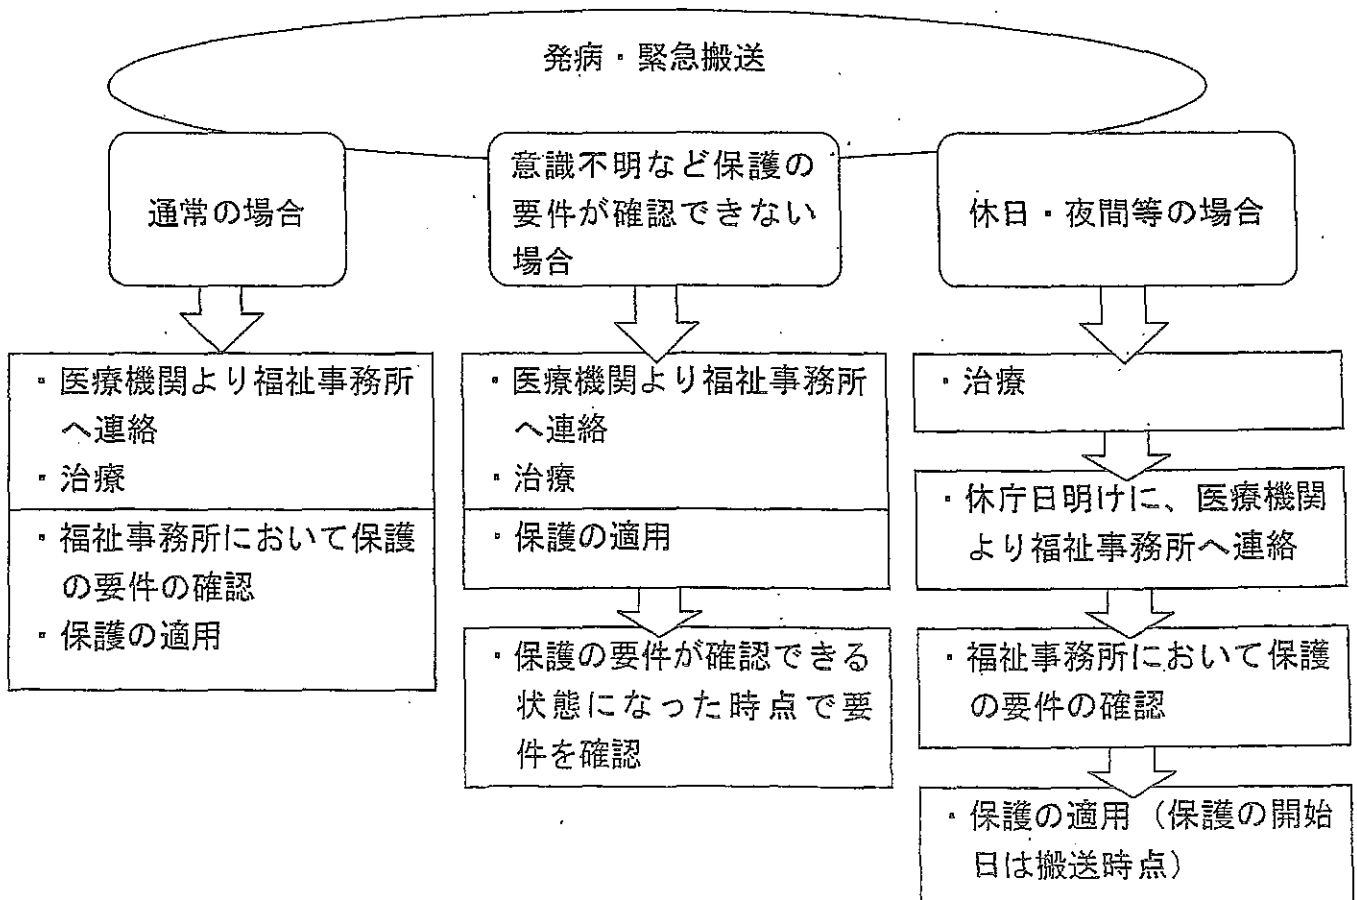 発病・緊急搬送
通常の場合
意識不明など保護の
要件が確認できない
場合
休日・夜間等の場合
・医療機関より福祉事務所
へ連絡
・治療
・福祉事務所において保護
の要件の確認
・保護の適用
・医療機関より福祉事務所
へ連絡
・治療
・保護の適用
・保護の要件が確認できる
状態になった時点で要
件を確認
・治療
・休庁日明けに、医療機関
より福祉事務所へ連絡
・福祉事務所において保護
の要件の確認
・保護の適用（保護の開始
日は搬送時点）